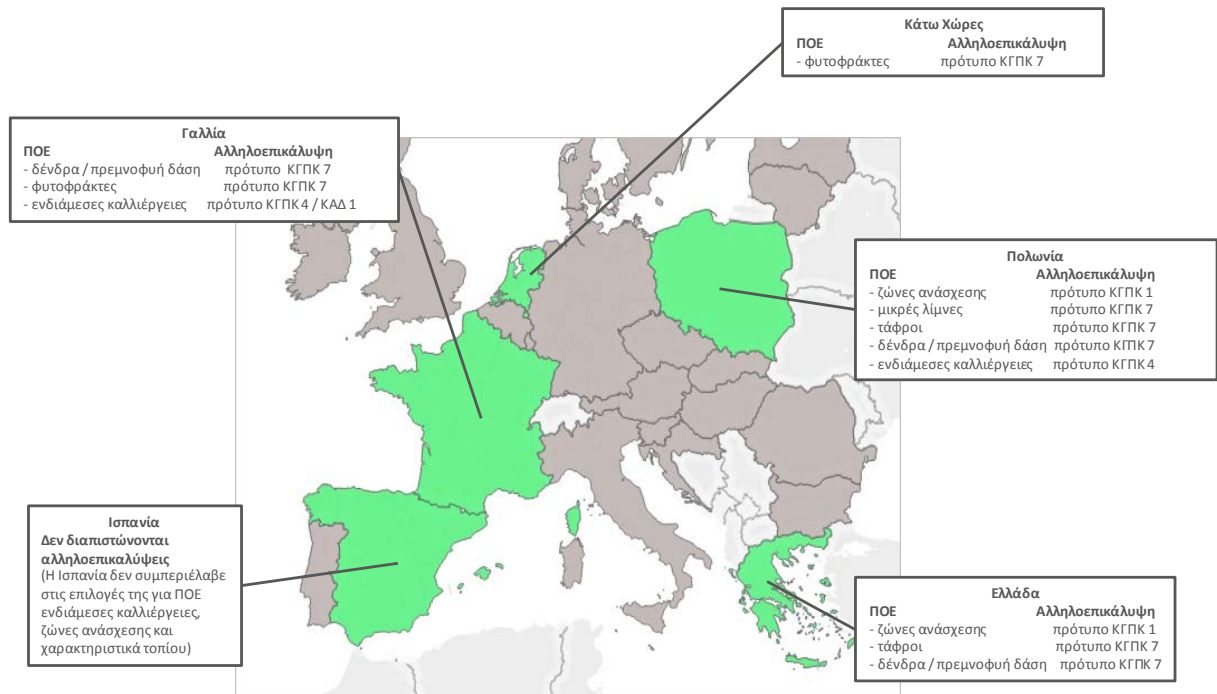 Κάτω Χώρες
ΠΟΕ Αλληλοεπικάλυψη
- φυτοφράκτες πρότυπο ΚΓΠΚ 7
Γαλλία
ΠΟΕ Αλληλοεπικάλυψη
- δένδρα / πρεμνοφυή δάση πρότυπο ΚΓΠΚ 7
- φυτοφράκτες πρότυπο ΚΓΠΚ 7
- ενδιάμεσες καλλιέργειες πρότυπο ΚΓΠΚ 4 / ΚΑΔ 1
Πολωνία
ΠΟΕ Αλληλοεπικάλυψη
- ζώνες ανάσχεσης πρότυπο ΚΓΠΚ 1
- μικρές λίμνες πρότυπο ΚΓΠΚ 7
- τάφροι πρότυπο ΚΓΠΚ 7
- δένδρα / πρεμνοφυή δάση πρότυπο ΚΓΠΚ 7
- ενδιάμεσες καλλιέργειες πρότυπο ΚΓΠΚ 4
Ισπανία
Δεν διαπιστώνονται
αλληλοεπικαλύψεις
(Η Ισπανία δεν συμπεριέλαβε
στις επιλογές της για ΠΟΕ
ενδιάμεσες καλλιέργειες,
ζώνες ανάσχεσης και
χαρακτηριστικά τοπίου)
Ελλάδα
ΠΟΕ Αλληλοεπικάλυψη
- ζώνες ανάσχεσης πρότυπο ΚΓΠΚ 1
- τάφροι πρότυπο ΚΓΠΚ 7
- δένδρα / πρεμνοφυή δάση πρότυπο ΚΓΠΚ 7